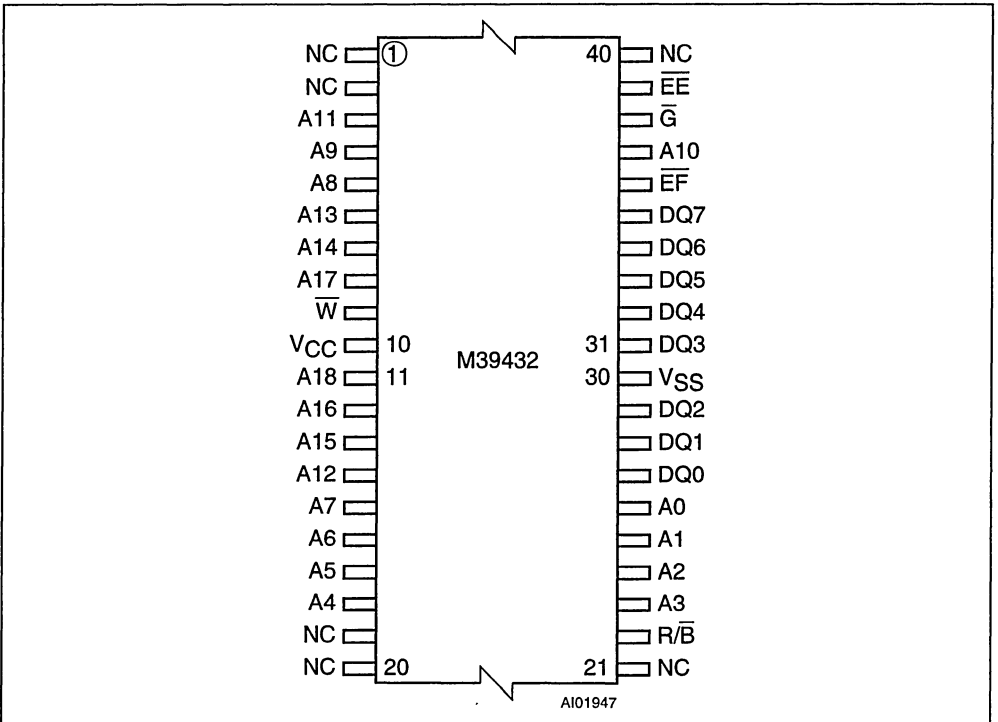 NC 1 40 NC
NC E̅E̅
A11 G̅
A9 A10
A8 E̅F̅
A13 DQ7
A14 DQ6
A17 DQ5
W̅ DQ4
VCC 10 31 DQ3
M39432
A18 11 30 VSS
A16 DQ2
A15 DQ1
A12 DQ0
A7 A0
A6 A1
A5 A2
A4 A3
NC R/B̅
NC 20 21 NC
AI01947